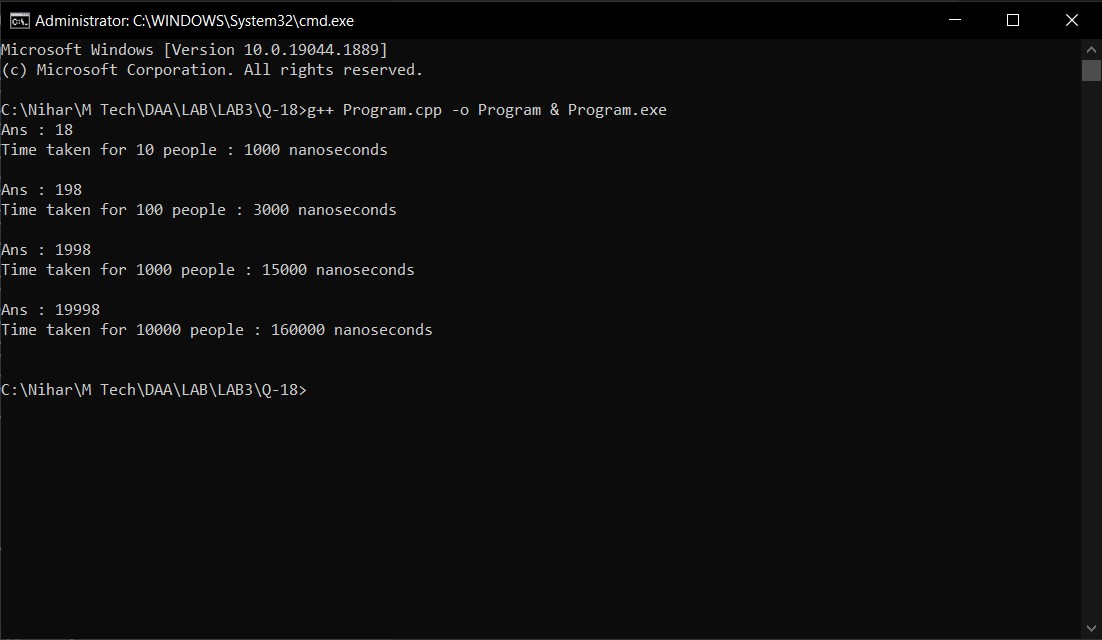 Administrator: C:\WINDOWS\System32\cmd.exe
Microsoft Windows [Version 10.0.19044.1889]
(c) Microsoft Corporation. All rights reserved.
C:\Nihar\M Tech\DAA\LAB\LAB3\Q-18>g++ Program.cpp -o Program & Program.exe
Ans : 18
Time taken for 10 people : 1000 nanoseconds
Ans : 198
Time taken for 100 people : 3000 nanoseconds
Ans : 1998
Time taken for 1000 people : 15000 nanoseconds
Ans : 19998
Time taken for 10000 people : 160000 nanoseconds
C:\Nihar\M Tech\DAA\LAB\LAB3\Q-18>